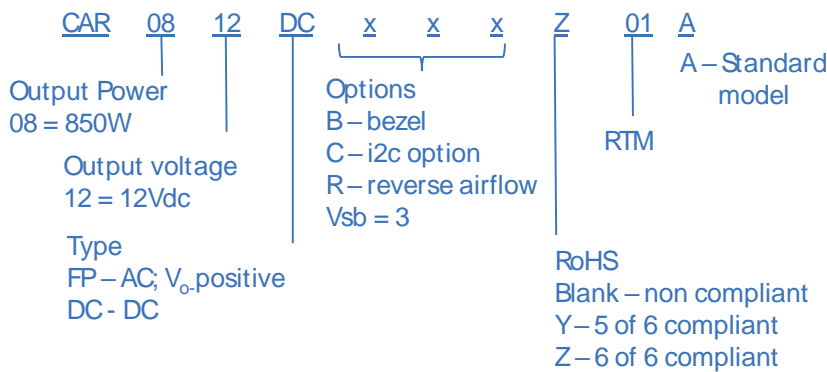 CAR 08 12 DC x x x Z 01 A
A – Standard
model
Output Power
08 = 850W
Options
B – bezel
C – i2c option
R – reverse airflow
Vsb = 3
RTM
Output voltage
12 = 12Vdc
Type
FP – AC; Vo- positive
DC - DC
RoHS
Blank – non compliant
Y – 5 of 6 compliant
Z – 6 of 6 compliant